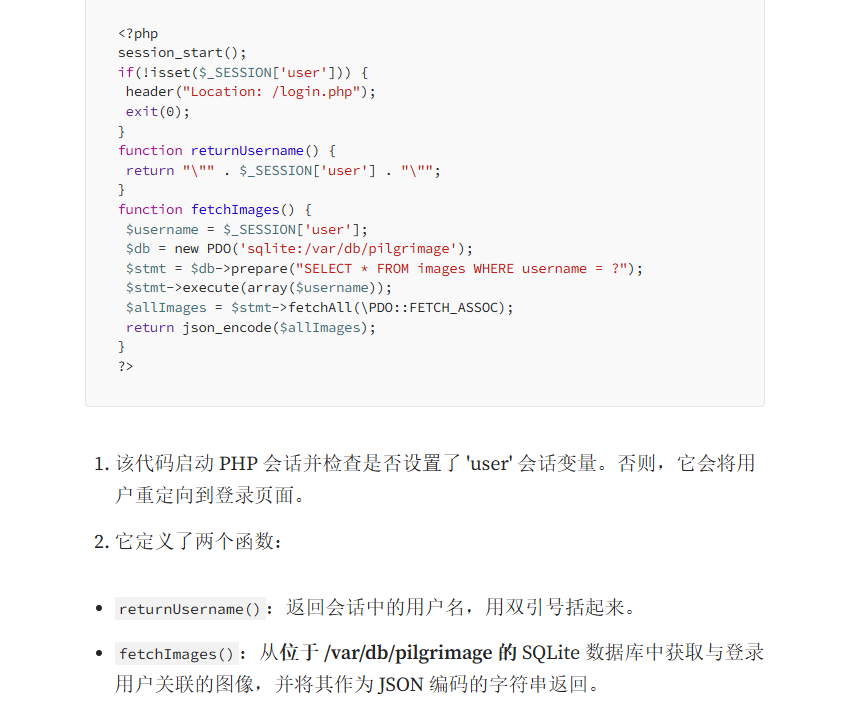 <?php
session_start();
if(!isset($_SESSION['user'])) {
 header("Location: /login.php");
 exit(0);
}
function returnUsername() {
 return "\"" . $_SESSION['user'] . "\"";
}
function fetchImages() {
 $username = $_SESSION['user'];
 $db = new PDO('sqlite:/var/db/pilgrimage');
 $stmt = $db->prepare("SELECT * FROM images WHERE username = ?");
 $stmt->execute(array($username));
 $allImages = $stmt->fetchAll(\PDO::FETCH_ASSOC);
 return json_encode($allImages);
}
?>
1. 该代码启动 PHP 会话并检查是否设置了 'user' 会话变量。否则，它会将用
户重定向到登录页面。
2. 它定义了两个函数：
• returnUsername() ：返回会话中的用户名，用双引号括起来。
• fetchImages() ：从位于 /var/db/pilgrimage 的 SQLite 数据库中获取与登录
用户关联的图像，并将其作为 JSON 编码的字符串返回。